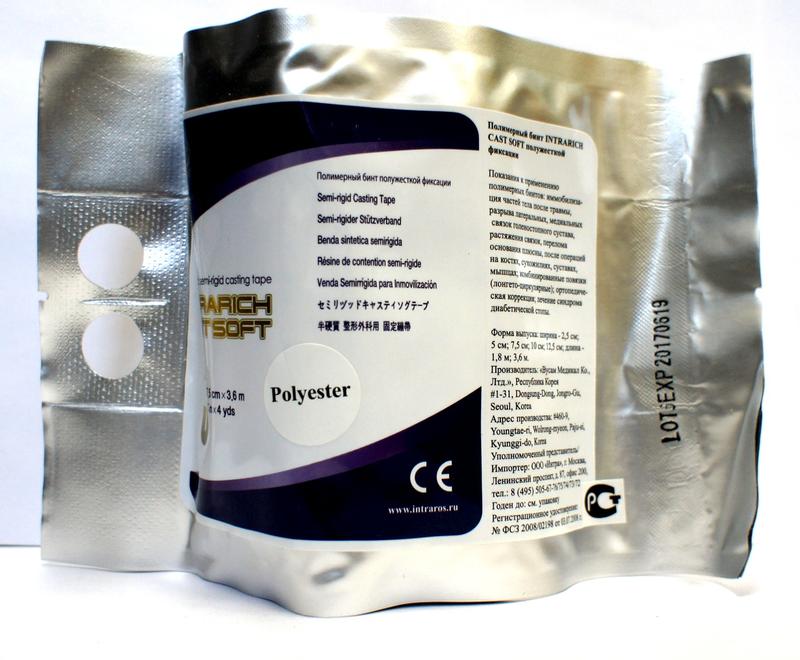 Полимерный бинт полужесткой фиксации
Semi-rigid Casting Tape
Semi-rigider Stützverband
Benda sintetica semirigida
Résine de contention semi-rigide
Venda Semirrigida para Inmovilización
セミリヅッドキャスティソグテープ
半硬質 整形外科用 固定繃帶
semi-rigid casting tape
RARICH
T SOFT
5 cm × 3,6 m
× 4 yds
Polyester
CE
www.intraros.ru
Полимерный бинт INTRARICH
CAST SOFT полужесткой
фиксации
Показания к применению
полимерных бинтов: иммобилиза-
ция частей тела после травмы,
разрыва латеральных, медиальных
связок голеностопного сустава,
растяжения связок, перелома
основания плюсны, после операций
на костях, сухожилиях, суставах,
мышцах; комбинированные повязки
(лонгето-циркулярные); ортопедиче-
ская коррекция, лечение синдрома
диабетической стопы.
Форма выпуска: ширина - 2,5 см;
5 см; 7,5 см; 10 см; 12,5 см; длина -
1,8 м; 3,6 м.
Производитель: «Вусам Медикал Ко.,
Лтд.», Республика Корея
#1-31, Dongsung-Dong, Jongro-Gu,
Seoul, Korea
Адрес производства: #460-9,
Youngtae-ri, Wolrong-myeon, Paju-si,
Kyunggi-do, Korea
Уполномоченный представитель/
Импортер: ООО «Интра», г. Москва,
Ленинский проспект, д. 87, офис 200,
тел.: 8 (495) 505-67-76/75/74/73/72
Годен до: см. упаковку
Регистрационное удостоверение
№ ФСЗ 2008/02198 от 03.07.2008 г.
РСТ
LOT:EXP 20170619